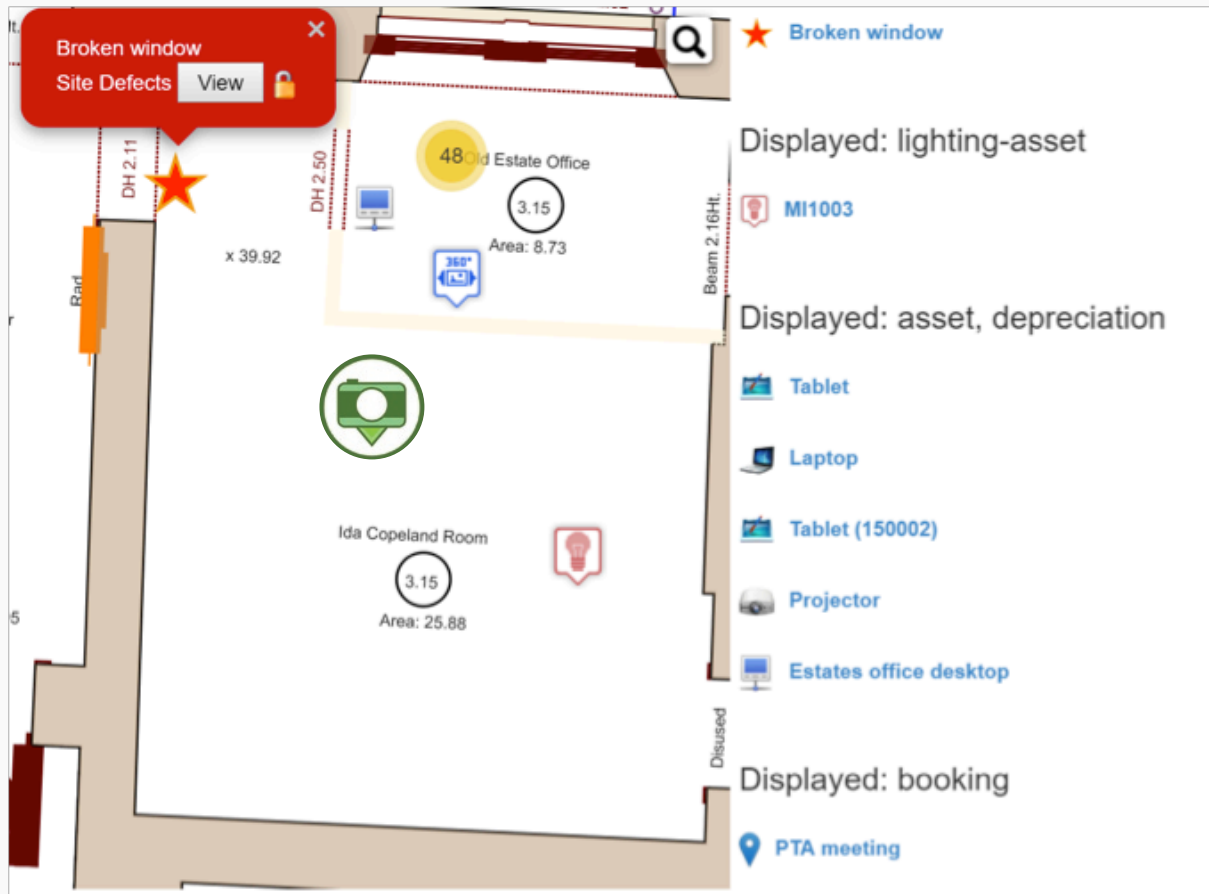 Broken window
Site Defects View
DH 2.11
DH 2.50
48
Old Estate Office
3.15
Area: 8.73
360°
Beam 2.16Ht.
x 39.92
Rad
Ida Copeland Room
3.15
Area: 25.88
Disused
Broken window
Displayed: lighting-asset
MI1003
Displayed: asset, depreciation
Tablet
Laptop
Tablet (150002)
Projector
Estates office desktop
Displayed: booking
PTA meeting